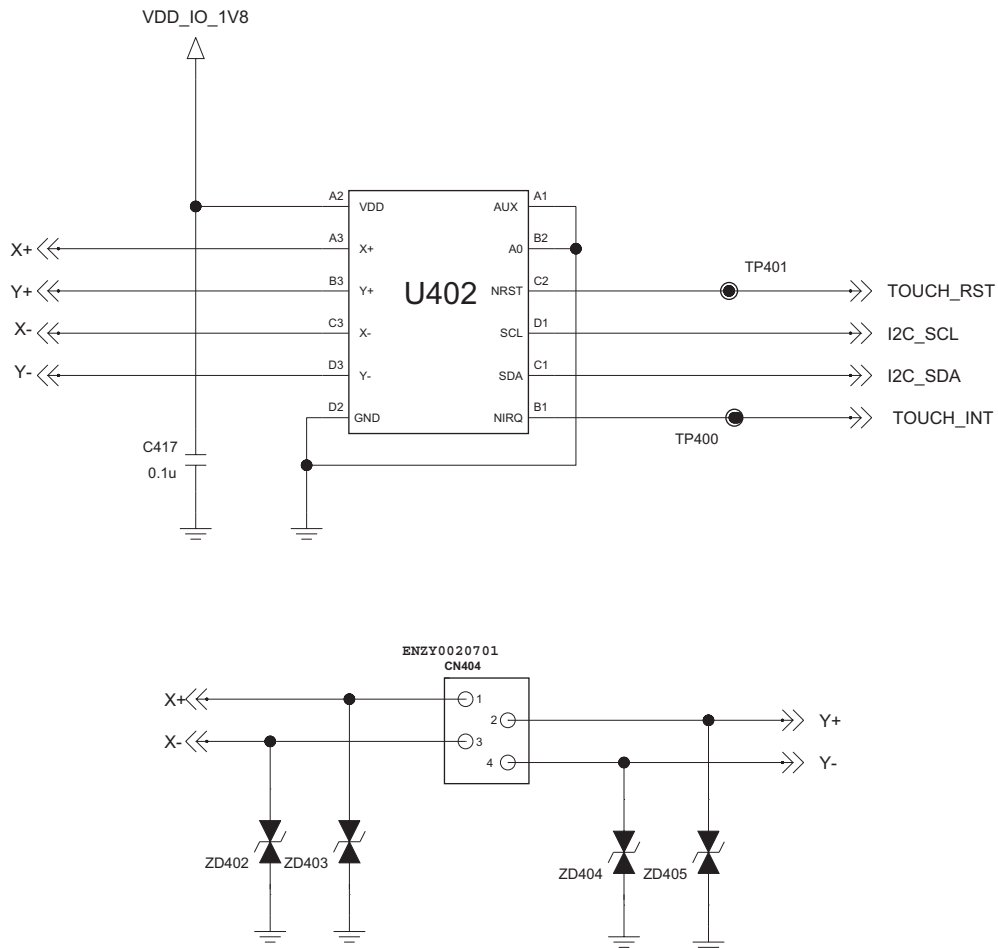 VDD_IO_1V8
A2 A1
VDD AUX
A3 B2
X+ X+ A0
B3 C2 TP401
Y+ Y+ U402 NRST TOUCH_RST
C3 D1
X- X- SCL I2C_SCL
D3 C1
Y- Y- SDA I2C_SDA
D2 B1
GND NIRQ TOUCH_INT
C417 TP400
0.1u
ENZY0020701
CN404
X+ 1
2 Y+
X- 3
4 Y-
ZD402 ZD403 ZD404 ZD405